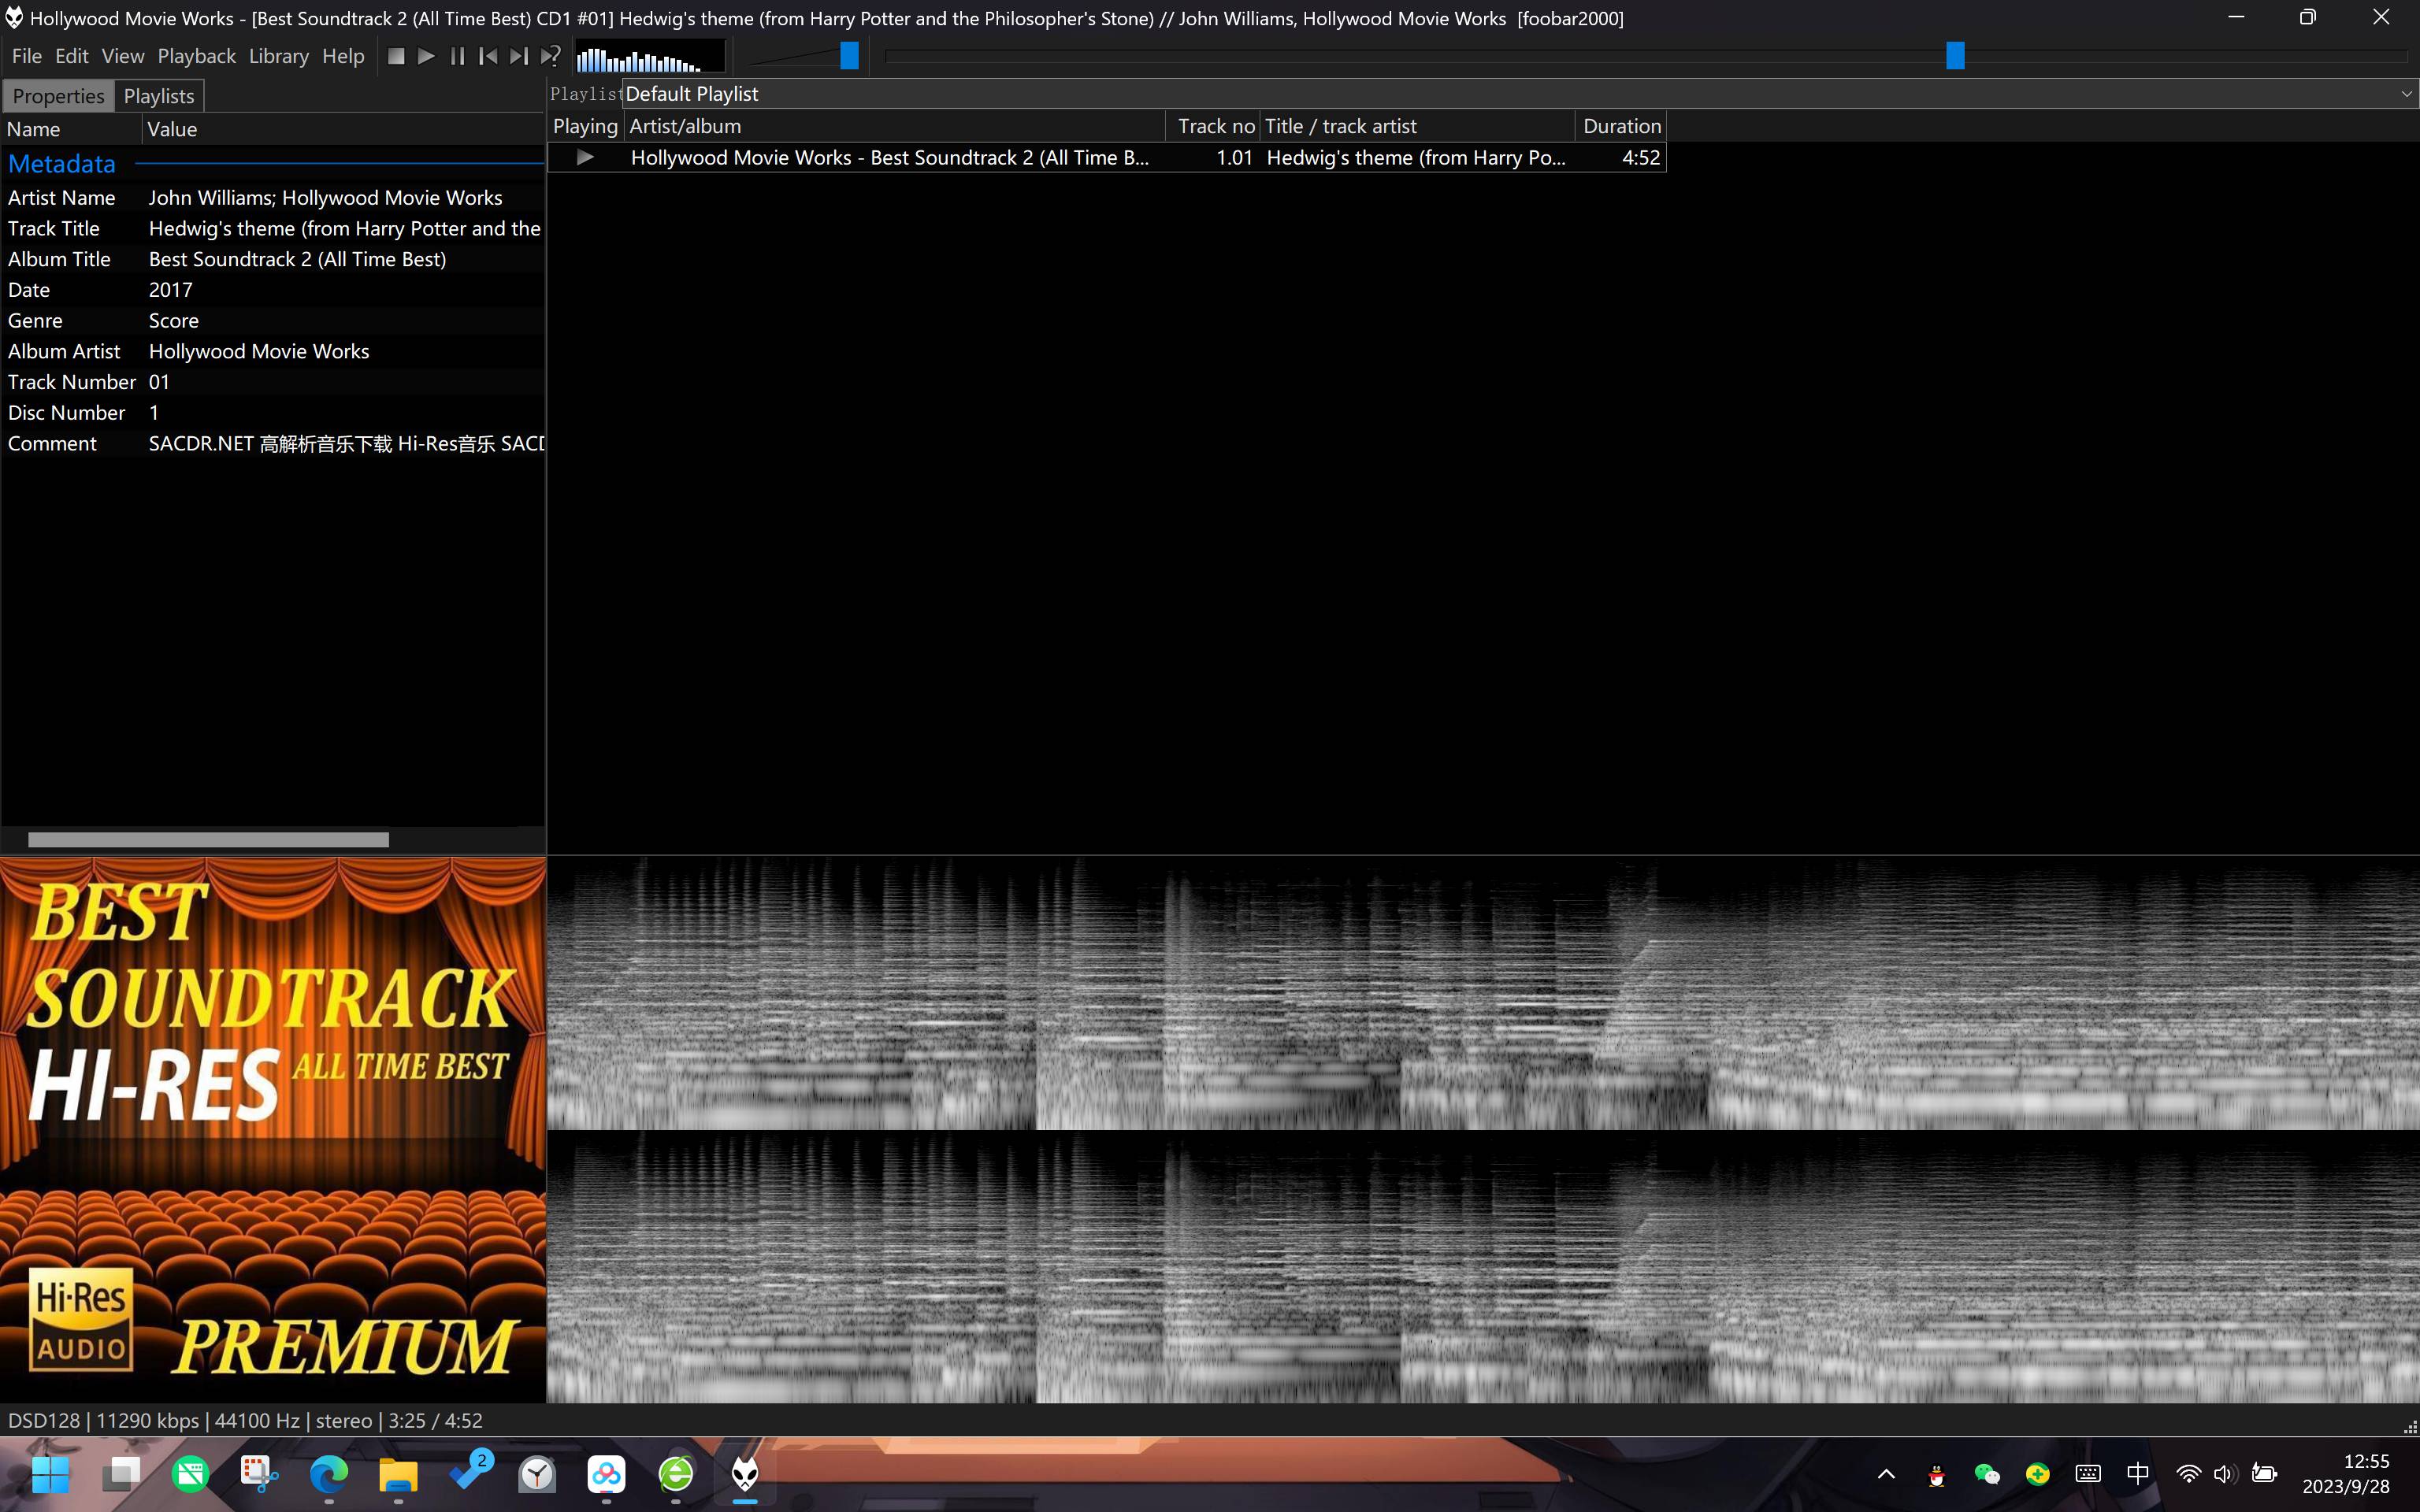 Hollywood Movie Works - [Best Soundtrack 2 (All Time Best) CD1 #01] Hedwig's theme (from Harry Potter and the Philosopher's Stone) // John Williams, Hollywood Movie Works [foobar2000]
File Edit View Playback Library Help
Properties Playlists
Name Value
Metadata
Artist Name John Williams; Hollywood Movie Works
Track Title Hedwig's theme (from Harry Potter and the
Album Title Best Soundtrack 2 (All Time Best)
Date 2017
Genre Score
Album Artist Hollywood Movie Works
Track Number 01
Disc Number 1
Comment SACDR.NET 高解析音乐下载 Hi-Res音乐 SACD
Playlist Default Playlist
Playing Artist/album Track no Title / track artist Duration
Hollywood Movie Works - Best Soundtrack 2 (All Time B... 1.01 Hedwig's theme (from Harry Po... 4:52
BEST
SOUNDTRACK
HI-RES ALL TIME BEST
Hi-Res
AUDIO
PREMIUM
DSD128 | 11290 kbps | 44100 Hz | stereo | 3:25 / 4:52
2
中
12:55
2023/9/28